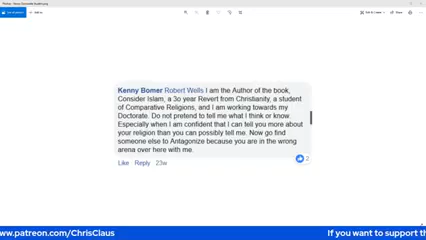 Kenny Bomer Robert Wells I am the Author of the book,
Consider Islam, a 3o year Revert from Christianity, a student
of Comparative Religions, and I am working towards my
Doctorate. Do not pretend to tell me what I think or know.
Especially when I am confident that I can tell you more about
your religion than you can possibly tell me. Now go find
someone else to Antagonize because you are in the wrong
arena over here with me.
2
Like Reply 23w
ww.patreon.com/ChrisClaus
If you want to support th